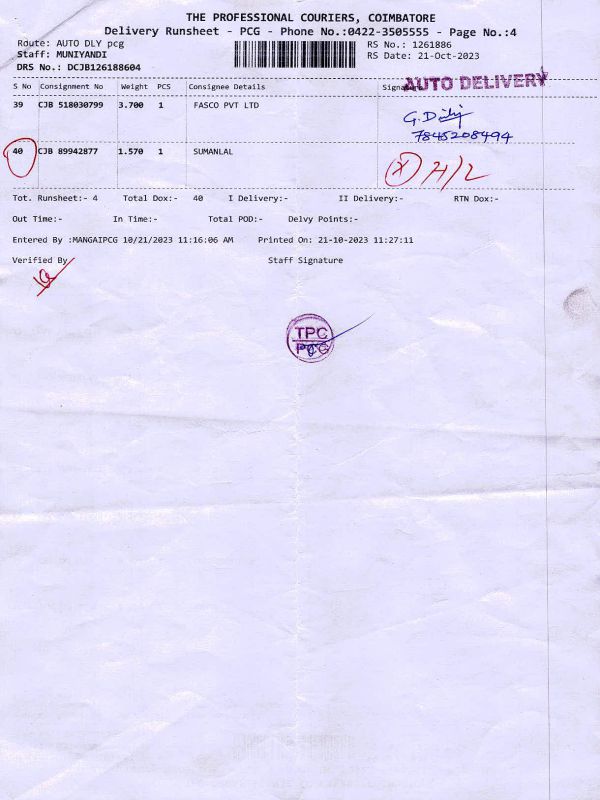 THE PROFESSIONAL COURIERS, COIMBATORE
Delivery Runsheet - PCG - Phone No.:0422-3505555 - Page No.:4
Route: AUTO DLY pcg RS No.: 1261886
Staff: MUNIYANDI RS Date: 21-Oct-2023
DRS No.: DCJB126188604
AUTO DELIVERY
S No Consignment No Weight PCS Consignee Details Signature
39 CJB 518030799 3.700 1 FASCO PVT LTD
7845208494
40 CJB 89942877 1.570 1 SUMANLAL
Tot. Runsheet:- 4 Total Dox:- 40 I Delivery:- II Delivery:- RTN Dox:-
Out Time:- In Time:- Total POD:- Delvy Points:-
Entered By :MANGAIPCG 10/21/2023 11:16:06 AM Printed On: 21-10-2023 11:27:11
Verified By Staff Signature
TPC
PCG